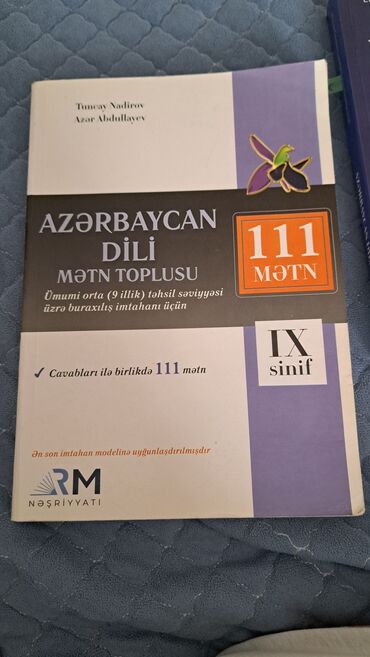 Tuncay Nadirov
Azər Abdullayev
AZƏRBAYCAN
DİLİ
MƏTN TOPLUSU
Ümumi orta (9 illik) təhsil səviyyəsi
üzrə buraxılış imtahanı üçün
111
MƏTN
IX
sinif
✓ Cavabları ilə birlikdə 111 mətn
Ən son imtahan modelinə uyğunlaşdırılmışdır
RM
NƏŞRİYYATI